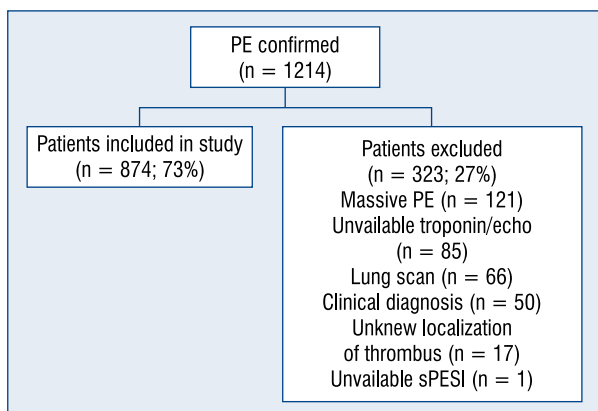 PE confirmed
(n = 1214)
Patients included in study
(n = 874; 73%)
Patients excluded
(n = 323; 27%)
Massive PE (n = 121)
Unvailable troponin/echo
(n = 85)
Lung scan (n = 66)
Clinical diagnosis (n = 50)
Unknew localization
of thrombus (n = 17)
Unvailable sPESI (n = 1)